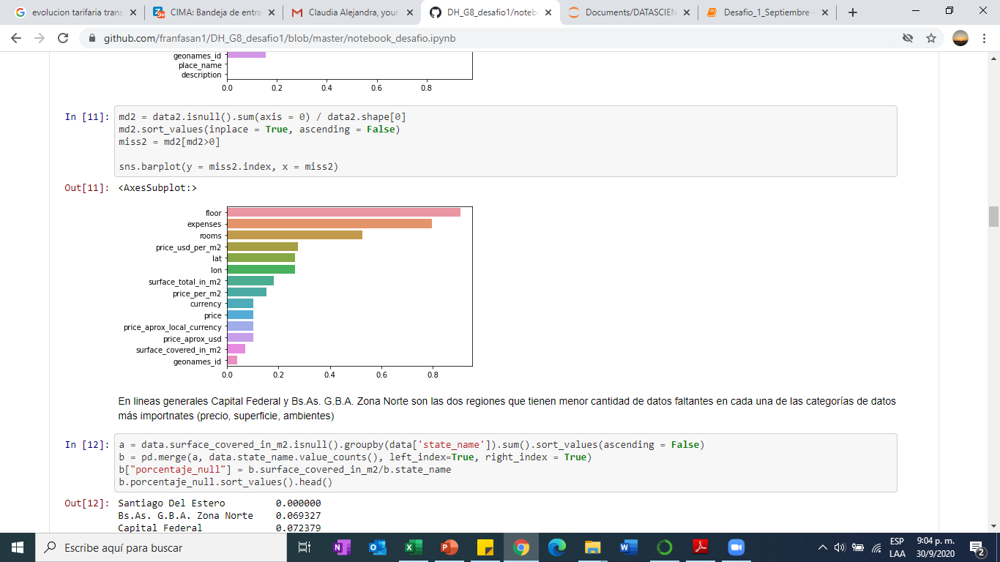 evolucion tarifaria trans
CIMA: Bandeja de entra
Claudia Alejandra, your
DH_G8_desafio1/noteb
Documents/DATASCIEN
Desafio_1_Septiembre -
github.com/franfasan1/DH_G8_desafio1/blob/master/notebook_desafio.ipynb
geonames_id
place_name
description
0.0 0.2 0.4 0.6 0.8
In [11]:
md2 = data2.isnull().sum(axis = 0) / data2.shape[0]
md2.sort_values(inplace = True, ascending = False)
miss2 = md2[md2>0]
sns.barplot(y = miss2.index, x = miss2)
Out[11]: <AxesSubplot:>
floor
expenses
rooms
price_usd_per_m2
lat
lon
surface_total_in_m2
price_per_m2
currency
price
price_aprox_local_currency
price_aprox_usd
surface_covered_in_m2
geonames_id
0.0 0.2 0.4 0.6 0.8
En lineas generales Capital Federal y Bs.As. G.B.A. Zona Norte son las dos regiones que tienen menor cantidad de datos faltantes en cada una de las categorías de datos
más importnates (precio, superficie, ambientes)
In [12]:
a = data.surface_covered_in_m2.isnull().groupby(data['state_name']).sum().sort_values(ascending = False)
b = pd.merge(a, data.state_name.value_counts(), left_index=True, right_index = True)
b["porcentaje_null"] = b.surface_covered_in_m2/b.state_name
b.porcentaje_null.sort_values().head()
Out[12]:
Santiago Del Estero 0.000000
Bs.As. G.B.A. Zona Norte 0.069327
Capital Federal 0.072379
Escribe aquí para buscar
ESP
LAA
9:04 p. m.
30/9/2020
2